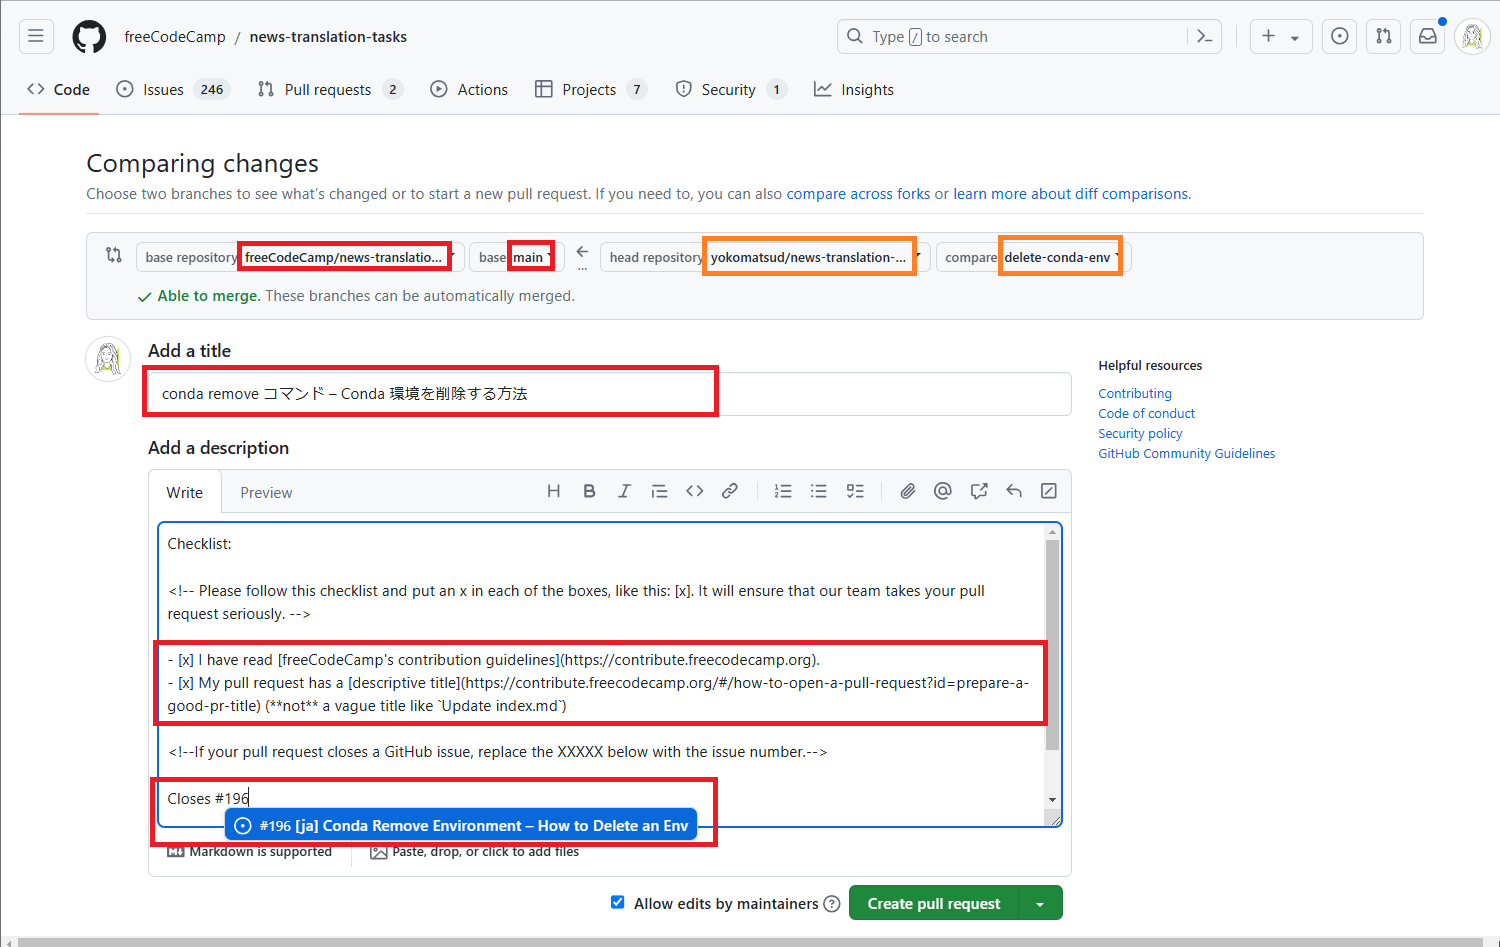 freeCodeCamp / news-translation-tasks
Type / to search
Code
Issues 246
Pull requests 2
Actions
Projects 7
Security 1
Insights
Comparing changes
Choose two branches to see what's changed or to start a new pull request. If you need to, you can also compare across forks or learn more about diff comparisons.
base repository freeCodeCamp/news-translatio... base main ... head repository yokomatsud/news-translation-... compare delete-conda-env
Able to merge. These branches can be automatically merged.
Add a title
conda remove コマンド – Conda 環境を削除する方法
Add a description
Write Preview
Checklist:
<!-- Please follow this checklist and put an x in each of the boxes, like this: [x]. It will ensure that our team takes your pull
request seriously. -->
- [x] I have read [freeCodeCamp's contribution guidelines](https://contribute.freecodecamp.org).
- [x] My pull request has a [descriptive title](https://contribute.freecodecamp.org/#/how-to-open-a-pull-request?id=prepare-a-
good-pr-title) (**not** a vague title like `Update index.md`)
<!--If your pull request closes a GitHub issue, replace the XXXXX below with the issue number.-->
Closes #196
#196 [ja] Conda Remove Environment – How to Delete an Env
Markdown is supported
Paste, drop, or click to add files
Allow edits by maintainers
Create pull request
Helpful resources
Contributing
Code of conduct
Security policy
GitHub Community Guidelines